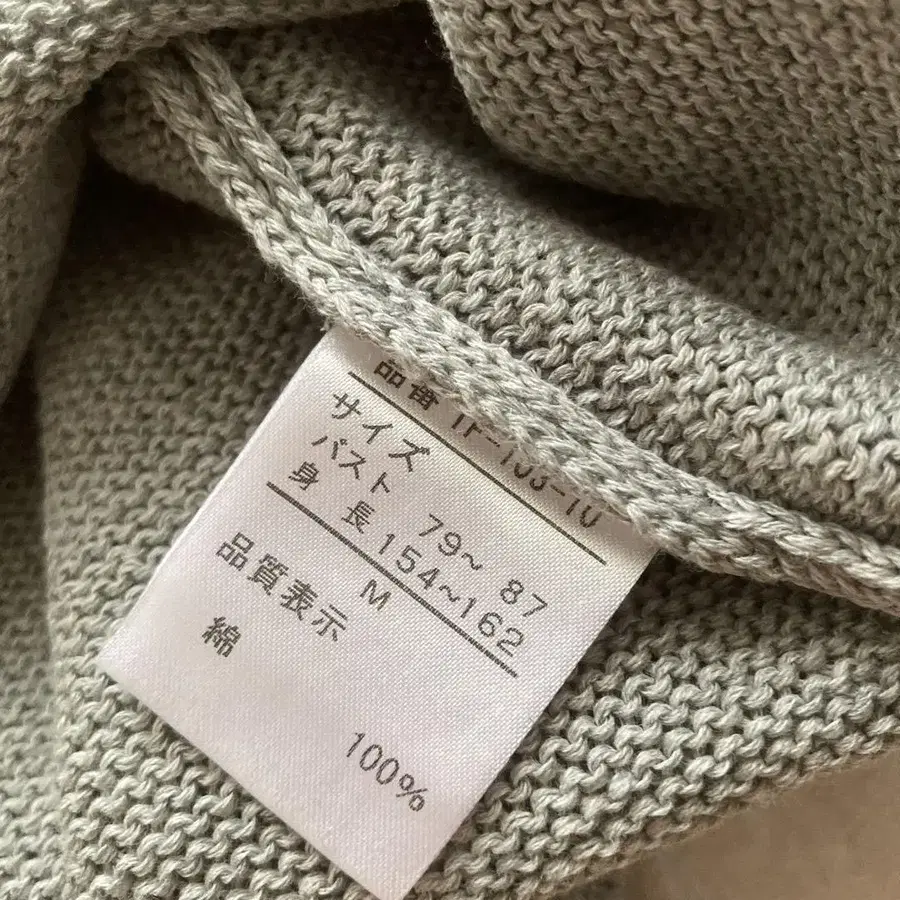 品番
サイズ
バスト 79~ 87
身 長 154~162
M
品質表示
綿 100%